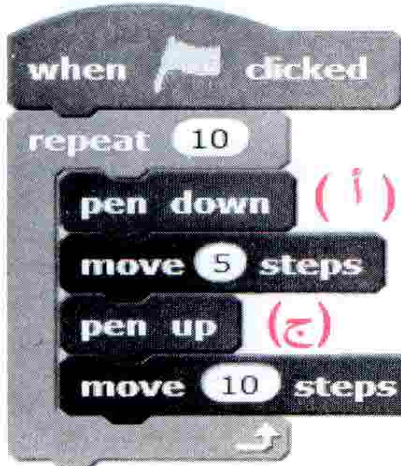 when clicked
repeat 10
pen down ( أ )
move 5 steps
pen up (ج)
move 10 steps